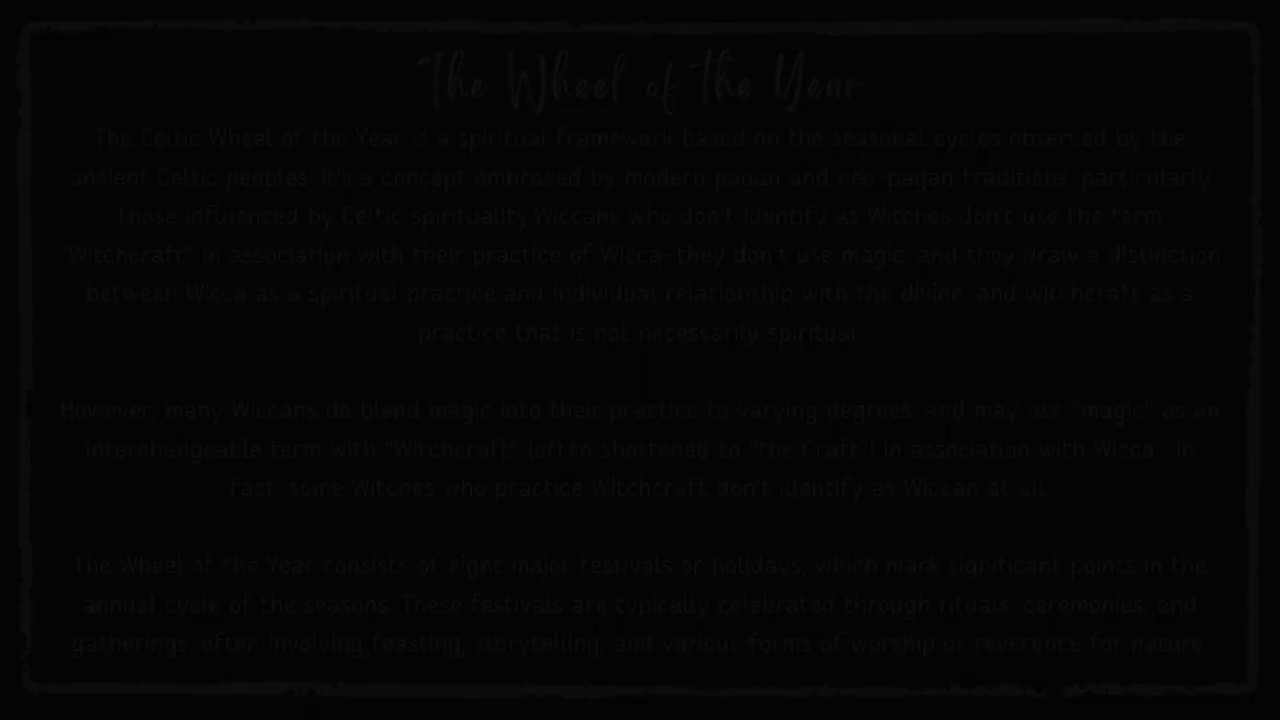 The Wheel of the Year
The Celtic Wheel of the Year is a spiritual framework based on the seasonal cycles observed by the
ancient Celtic peoples. It's a concept embraced by modern pagan and neo-pagan traditions, particularly
those influenced by Celtic spirituality.Wiccans who don't identify as Witches don't use the term
"Witchcraft" in association with their practice of Wicca—they don't use magic, and they draw a distinction
between Wicca as a spiritual practice and individual relationship with the divine, and witchcraft as a
practice that is not necessarily spiritual.
However, many Wiccans do blend magic into their practice to varying degrees, and may use "magic" as an
interchangeable term with "Witchcraft" (often shortened to "the Craft") in association with Wicca. In
fact, some Witches who practice Witchcraft don't identify as Wiccan at all.
The Wheel of the Year consists of eight major festivals or holidays, which mark significant points in the
annual cycle of the seasons. These festivals are typically celebrated through rituals, ceremonies, and
gatherings, often involving feasting, storytelling, and various forms of worship or reverence for nature.